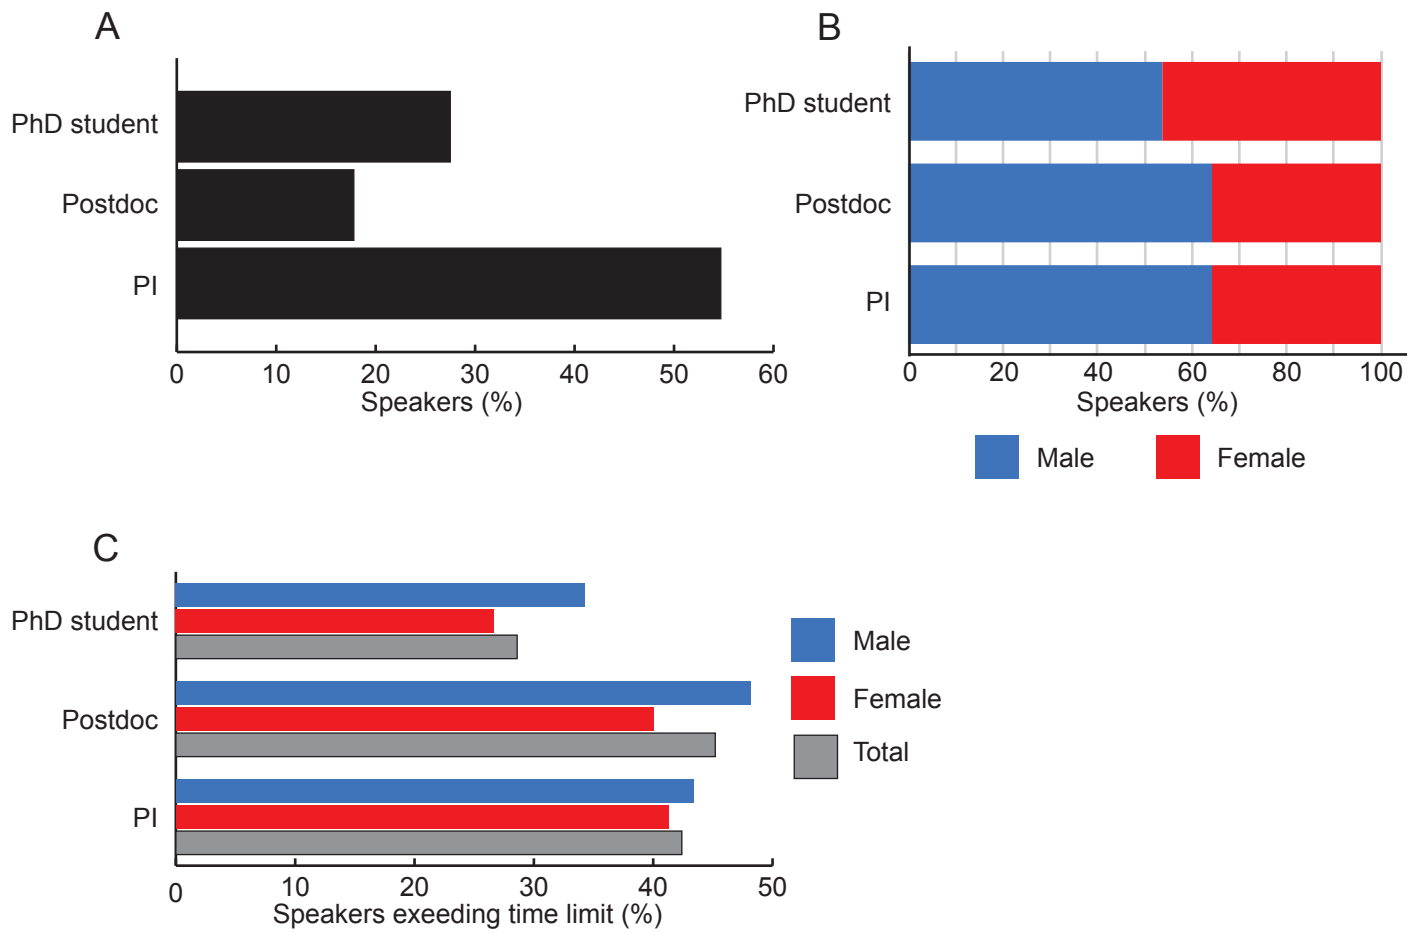 A
PhD student
Postdoc
PI
0 10 20 30 40 50 60
Speakers (%)
B
PhD student
Postdoc
PI
0 20 40 60 80 100
Speakers (%)
Male Female
C
PhD student
Postdoc
PI
0 10 20 30 40 50
Speakers exeeding time limit (%)
Male
Female
Total